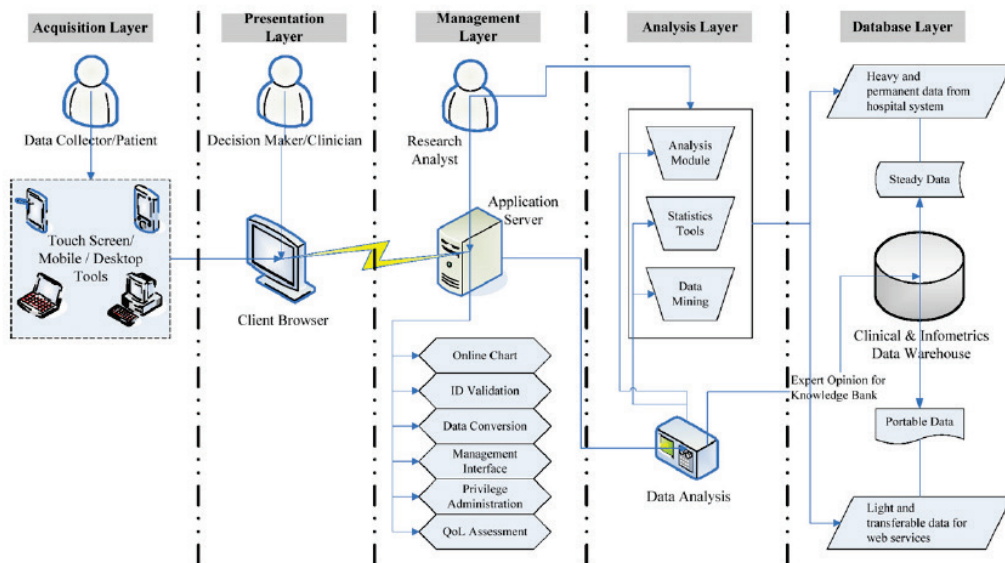 Acquisition Layer
Data Collector/Patient
Touch Screen/
Mobile / Desktop
Tools
Presentation
Layer
Decision Maker/Clinician
Client Browser
Management
Layer
Research
Analyst
Application
Server
Online Chart
ID Validation
Data Conversion
Management
Interface
Privilege
Administration
QoL Assessment
Analysis Layer
Analysis
Module
Statistics
Tools
Data
Mining
Data Analysis
Database Layer
Heavy and
permanent data from
hospital system
Steady Data
Clinical & Infometrics
Data Warehouse
Expert Opinion for
Knowledge Bank
Portable Data
Light and
transferable data for
web services